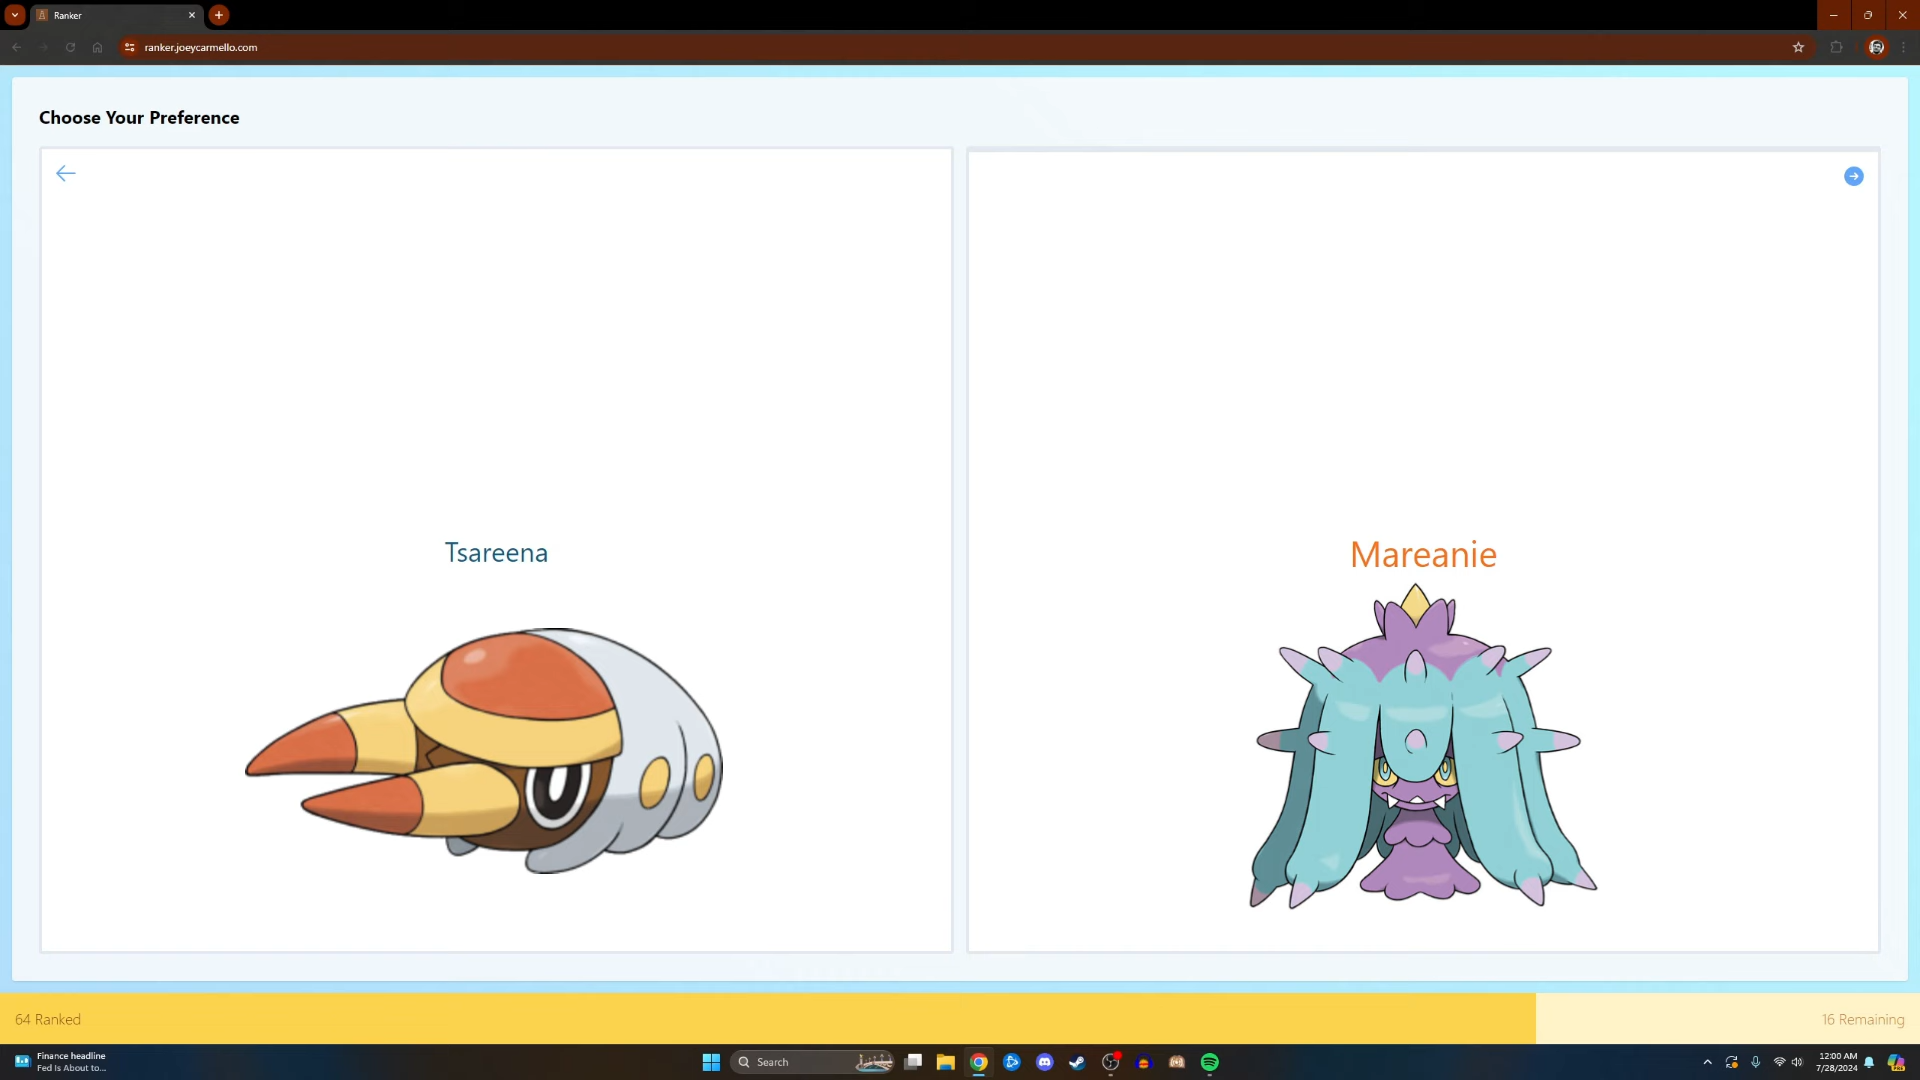 Ranker
ranker.joeycarmello.com
Choose Your Preference
Tsareena
Mareanie
64 Ranked
16 Remaining
Finance headline
Fed Is About to...
Search
12:00 AM
7/28/2024